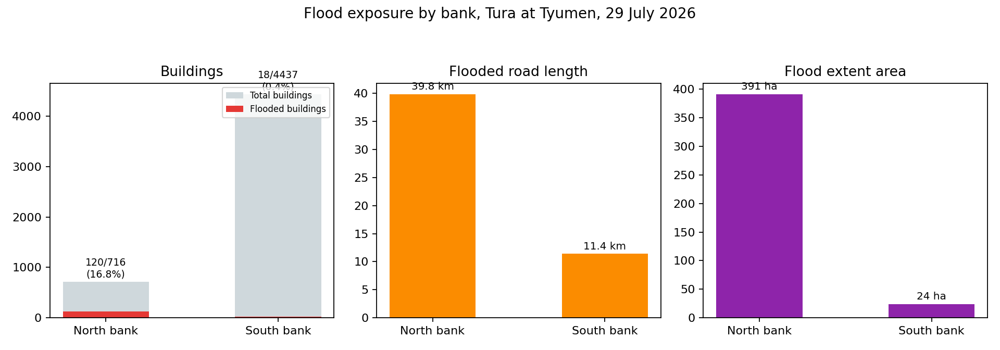 Flood exposure by bank, Tura at Tyumen, 29 July 2026
Buildings
18/4437
(0.4%)
Total buildings
Flooded buildings
120/716
(16.8%)
4000
3000
2000
1000
0
North bank
South bank
Flooded road length
39.8 km
11.4 km
40
35
30
25
20
15
10
5
0
North bank
South bank
Flood extent area
391 ha
24 ha
400
350
300
250
200
150
100
50
0
North bank
South bank